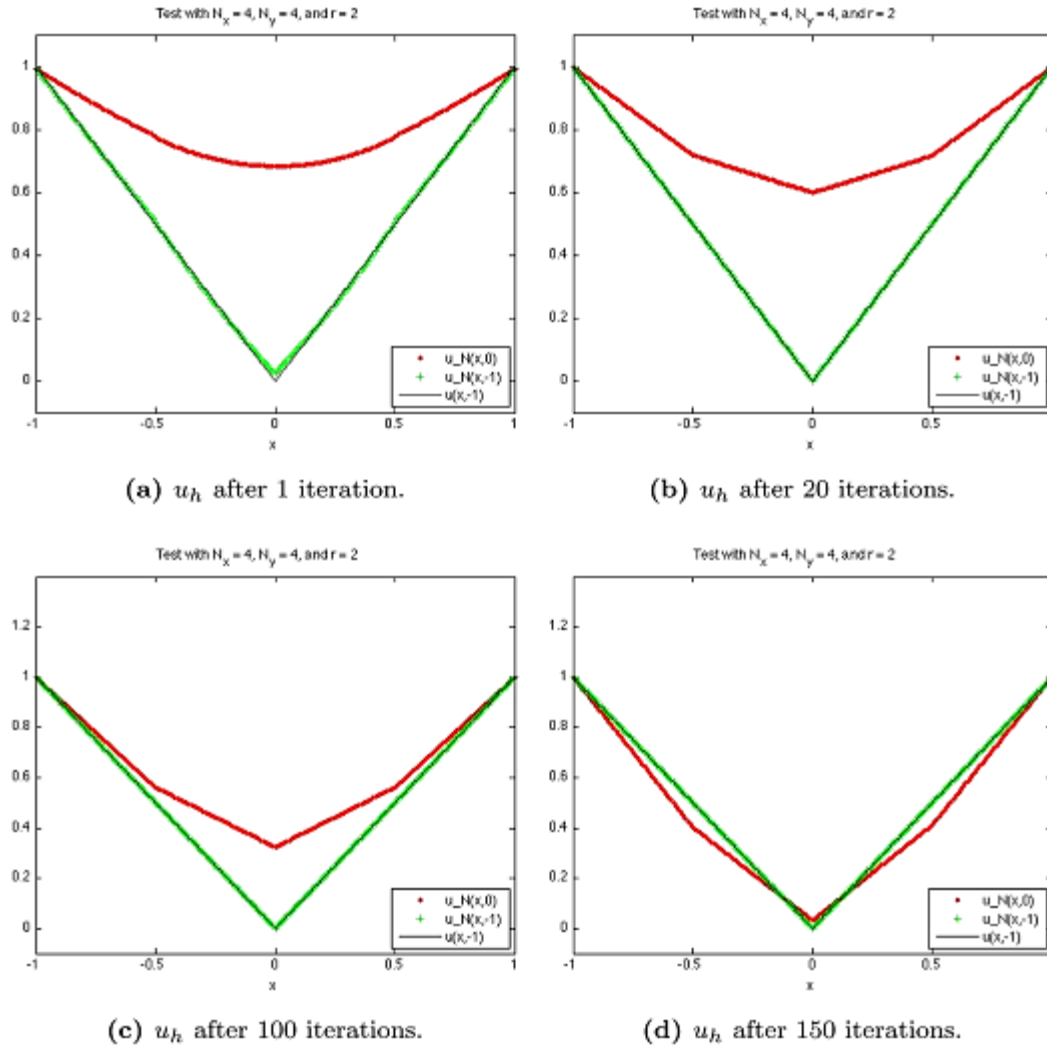 Test with N_x = 4, N_y = 4, and r = 2
1
0.8
0.6
0.4
0.2
0
-1
-0.5
0
0.5
1
x
u_N(x,0)
u_N(x,-1)
u(x,-1)
(a) u_h after 1 iteration.
Test with N_x = 4, N_y = 4, and r = 2
1
0.8
0.6
0.4
0.2
0
-1
-0.5
0
0.5
x
u_N(x,0)
u_N(x,-1)
u(x,-1)
(b) u_h after 20 iterations.
Test with N_x = 4, N_y = 4, and r = 2
1.2
1
0.8
0.6
0.4
0.2
0
-1
-0.5
0
0.5
1
x
u_N(x,0)
u_N(x,-1)
u(x,-1)
(c) u_h after 100 iterations.
Test with N_x = 4, N_y = 4, and r = 2
1.2
1
0.8
0.6
0.4
0.2
0
-1
-0.5
0
0.5
x
u_N(x,0)
u_N(x,-1)
u(x,-1)
(d) u_h after 150 iterations.